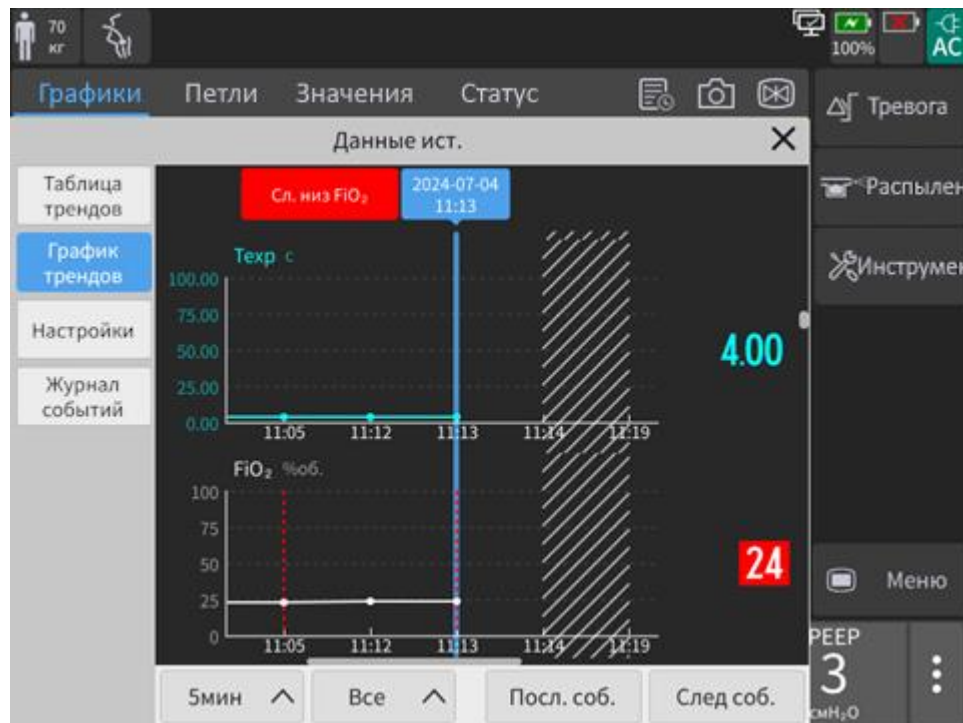 70
кг
100%
AC
Графики Петли Значения Статус
Тревога
Данные ист.
Таблица
трендов
График
трендов
Настройки
Журнал
событий
Сл. низ FiO₂
2024-07-04
11:13
Распылен
Инструмен
Texp с
100.00
75.00
50.00
25.00
0.00
11:05 11:12 11:13 11:14 11:19
4.00
FiO₂ %об.
100
75
50
25
0
11:05 11:12 11:13 11:14 11:19
24
Меню
PEEP
3
смH₂O
5мин Все Посл. соб. След соб.